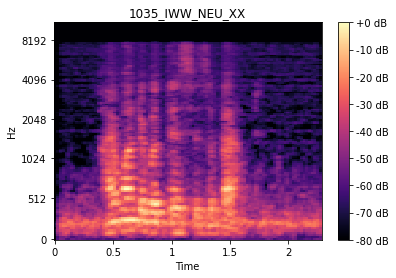 1035_IWW_NEU_XX
8192
4096
2048
1024
512
0
Hz
0
0.5
1
1.5
2
Time
+0 dB
-10 dB
-20 dB
-30 dB
-40 dB
-50 dB
-60 dB
-70 dB
-80 dB